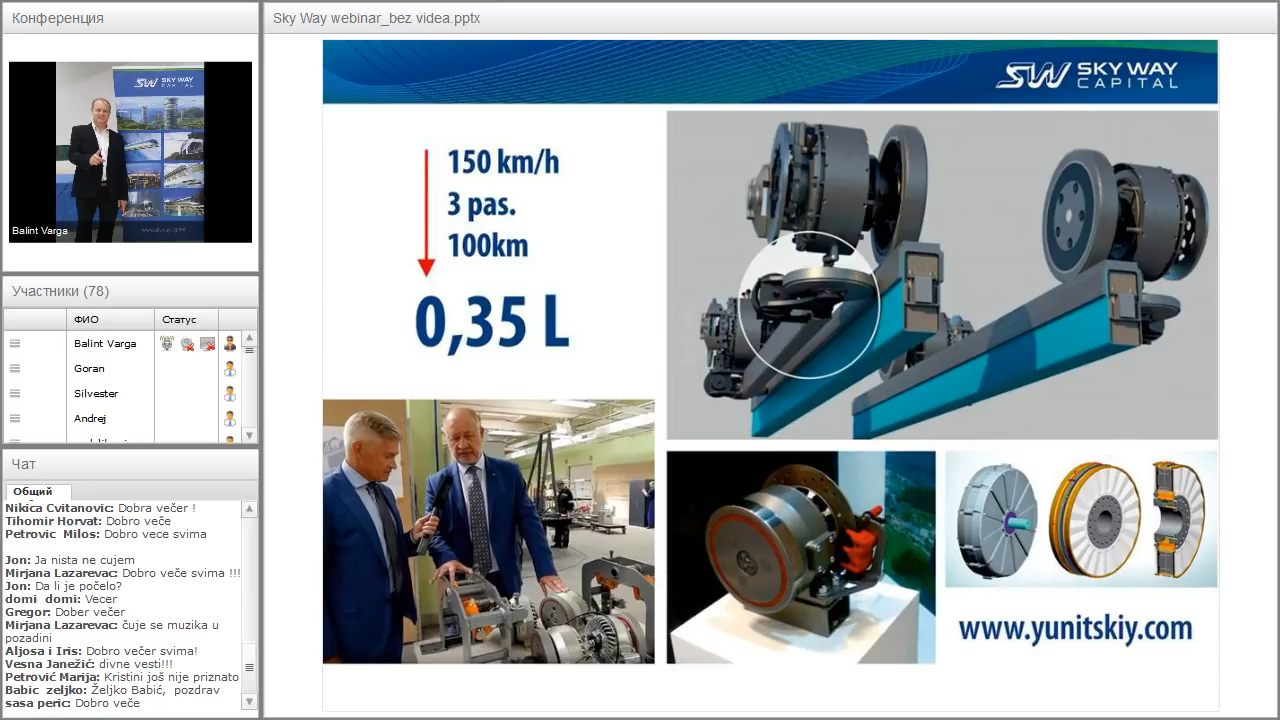 Конференция
SKY WAY
CAPITAL
Balint Varga
Участники (78)
ФИО
Статус
Balint Varga
Goran
Silvester
Andrej
Чат
Общий
Nikica Cvitanovic: Dobra večer !
Tihomir Horvat: Dobro veče
Petrovic Milos: Dobro veče svima
Jon: Ja nista ne cujem
Mirjana Lazarevac: Dobro veče svima !!!
Jon: Da li je počelo?
domi domi: Vecer
Gregor: Dober večer
Mirjana Lazarevac: čuje se muzika u
pozadini
Aljosa i Iris: Dobro večer svima!
Vesna Janežić: divne vesti!!!
Petrović Marija: Kristini još nije priznato
Babic zeljko: Željko Babić, pozdrav
sasa peric: Dobro veče
Sky Way webinar_bez videa.pptx
SW SKY WAY
CAPITAL
150 km/h
3 pas.
100km
0,35 L
www.yunitskiy.com